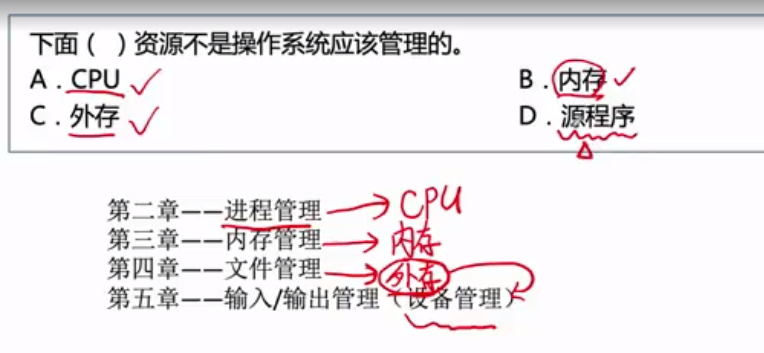 下面（ ）资源不是操作系统应该管理的。
A．CPU B．内存
C．外存 D．源程序
第二章——进程管理 CPU
第三章——内存管理 内存
第四章——文件管理 外存
第五章——输入/输出管理（设备管理）